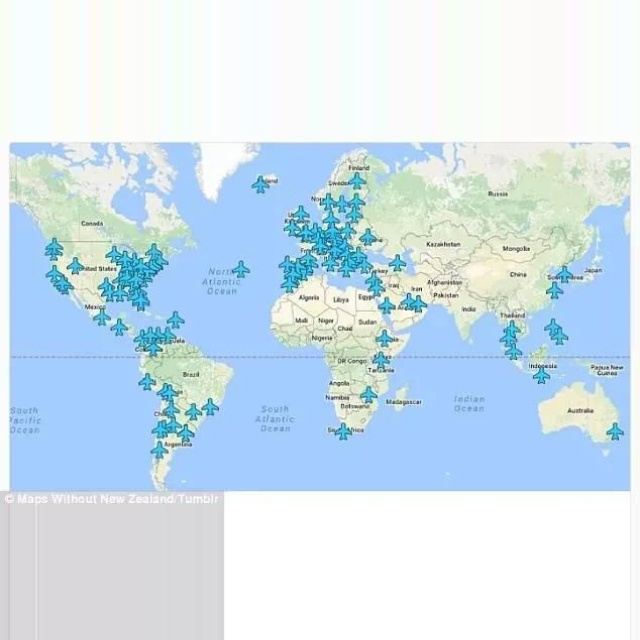 Finland
Sweden
Russia
Canada
Kazakhstan
Mongolia
United States
North
Atlantic
Ocean
Turkey
China
Japan
South Korea
Afghanistan
Iran
Pakistan
Algeria
Libya
Egypt
Mexico
India
Thailand
Mali
Niger
Chad
Sudan
Nigeria
DR Congo
Indonesia
Papua New
Guinea
Brazil
Tanzania
Angola
Namibia
Botswana
Madagascar
Indian
Ocean
Australia
South
Pacific
Ocean
South
Atlantic
Ocean
South Africa
Argentina
© Maps Without New Zealand/Tumblr